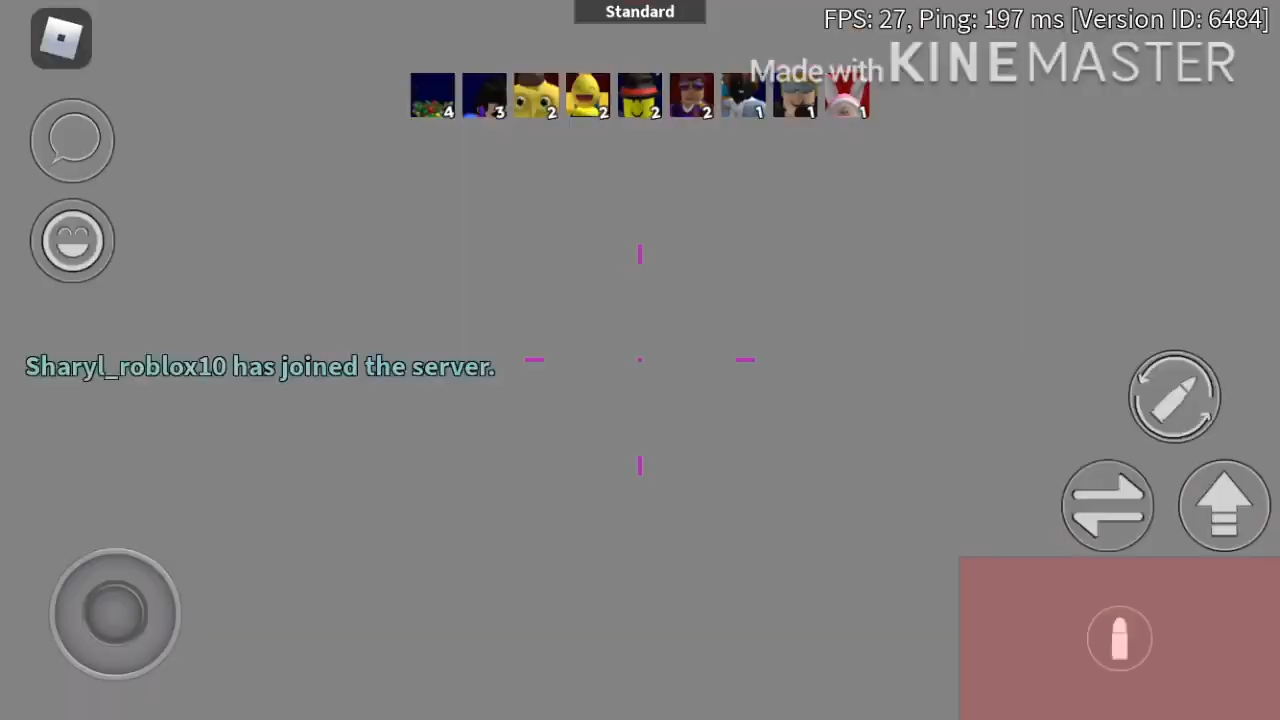 Standard
FPS: 27, Ping: 197 ms [Version ID: 6484]
Made with KINEMASTER
4 3 2 2 2 2 1 1 1
Sharyl_roblox10 has joined the server.